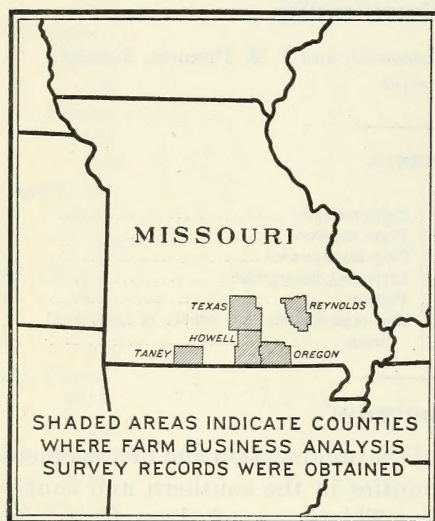 MISSOURI
TEXAS
REYNOLDS
HOWELL
TANEY
OREGON
SHADED AREAS INDICATE COUNTIES
WHERE FARM BUSINESS ANALYSIS
SURVEY RECORDS WERE OBTAINED